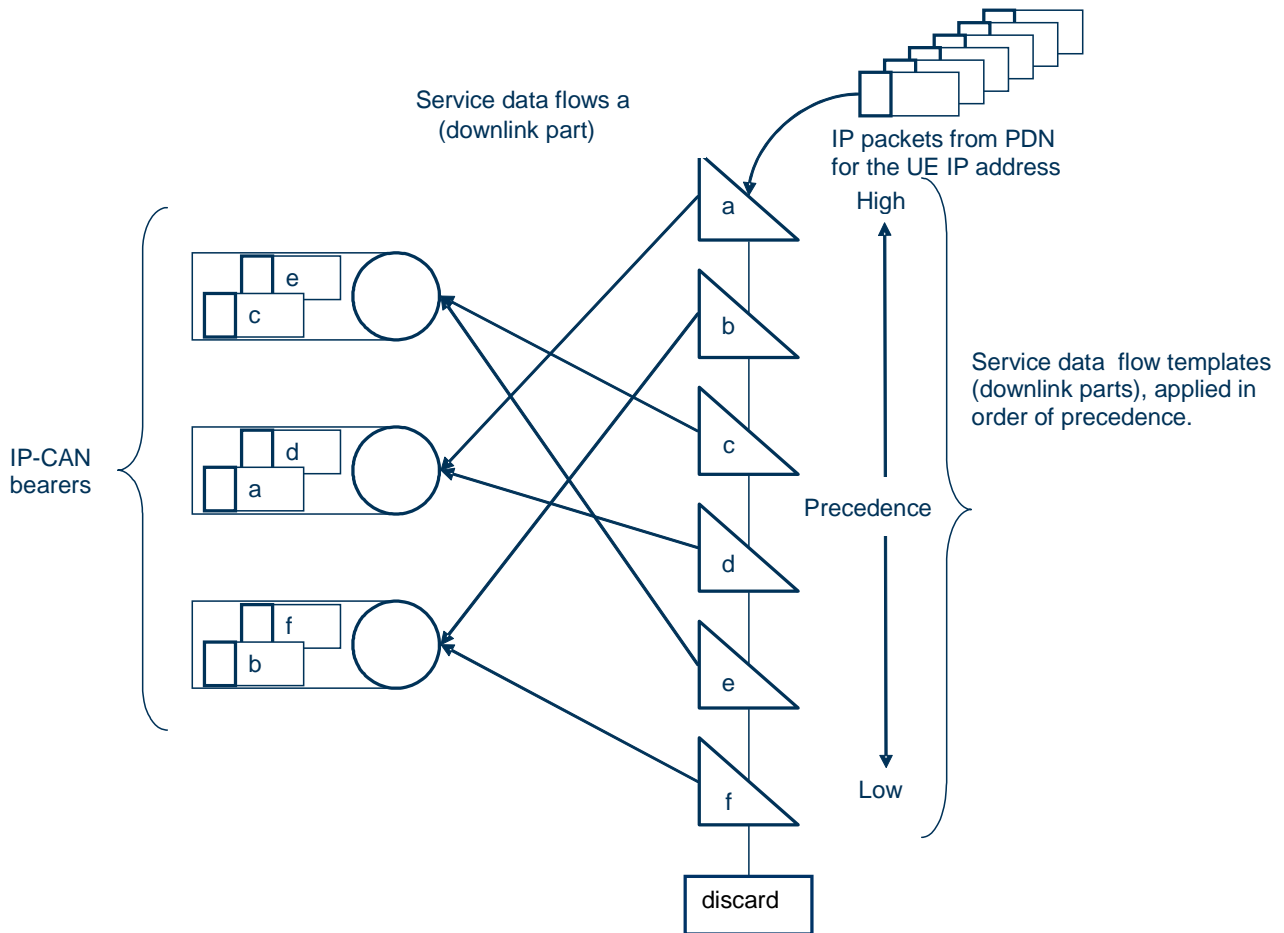 Service data flows a
(downlink part)
IP packets from PDN
for the UE IP address
High
a
b
c
d
e
f
Precedence
Low
Service data flow templates
(downlink parts), applied in
order of precedence.
IP-CAN
bearers
e
c
d
a
f
b
discard